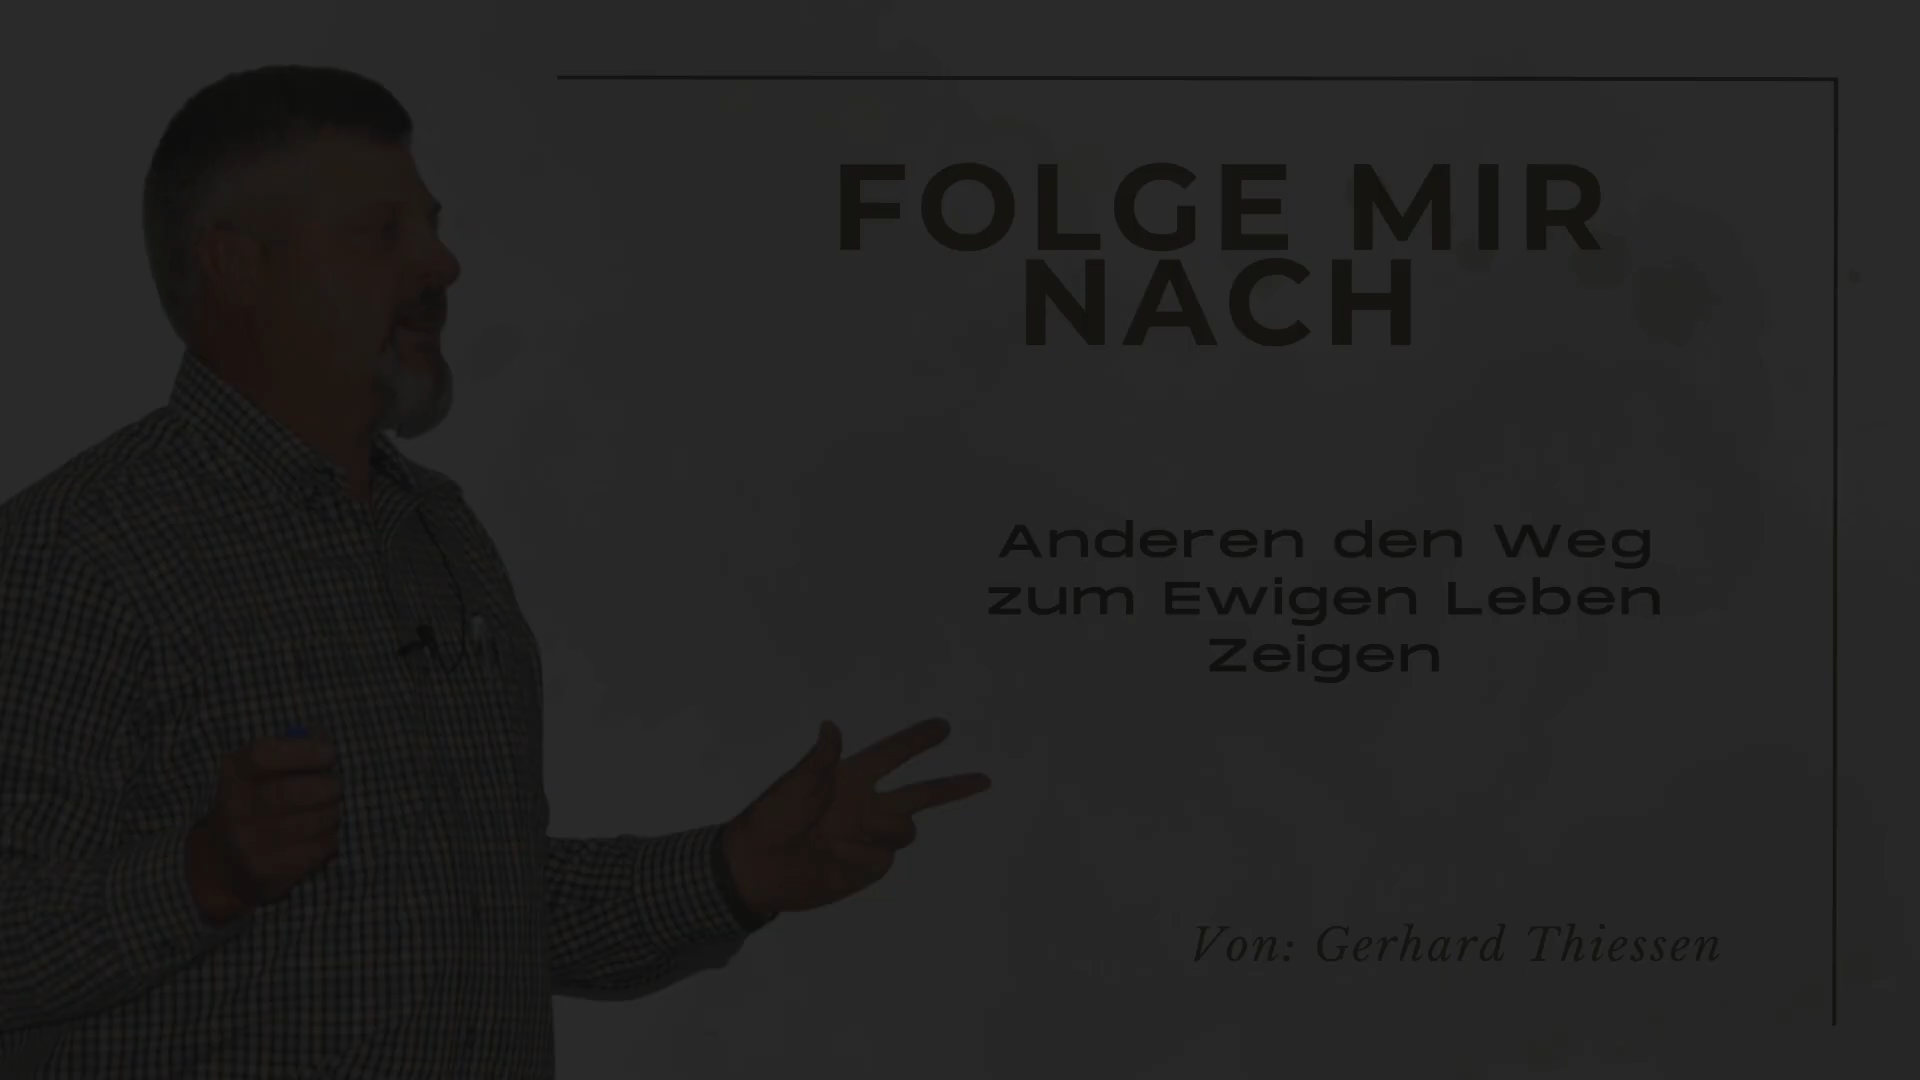 FOLGE MIR
NACH
Anderen den Weg
zum Ewigen Leben
Zeigen
Von: Gerhard Thiessen